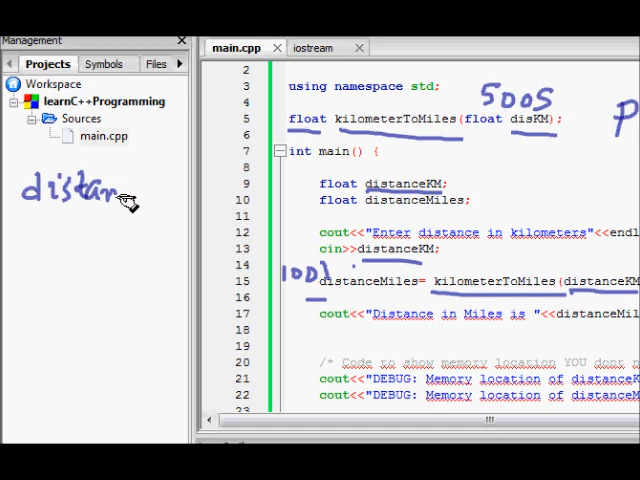 Management
Projects Symbols Files
Workspace
learnC++Programming
Sources
main.cpp
distan
main.cpp iostream
2
3 using namespace std;
5005
4
5 float kilometerToMiles(float disKM);
P
6
7 int main() {
8
9 float distanceKM;
10 float distanceMiles;
11
12 cout<<"Enter distance in kilometers"<<endl
13 cin>>distanceKM;
14
1001
15 distanceMiles= kilometerToMiles(distanceKM
16
17 cout<<"Distance in Miles is "<<distanceMil
18
19
20 /* Code to show memory location YOU dont n
21 cout<<"DEBUG: Memory location of distanceK
22 cout<<"DEBUG: Memory location of distanceM
23